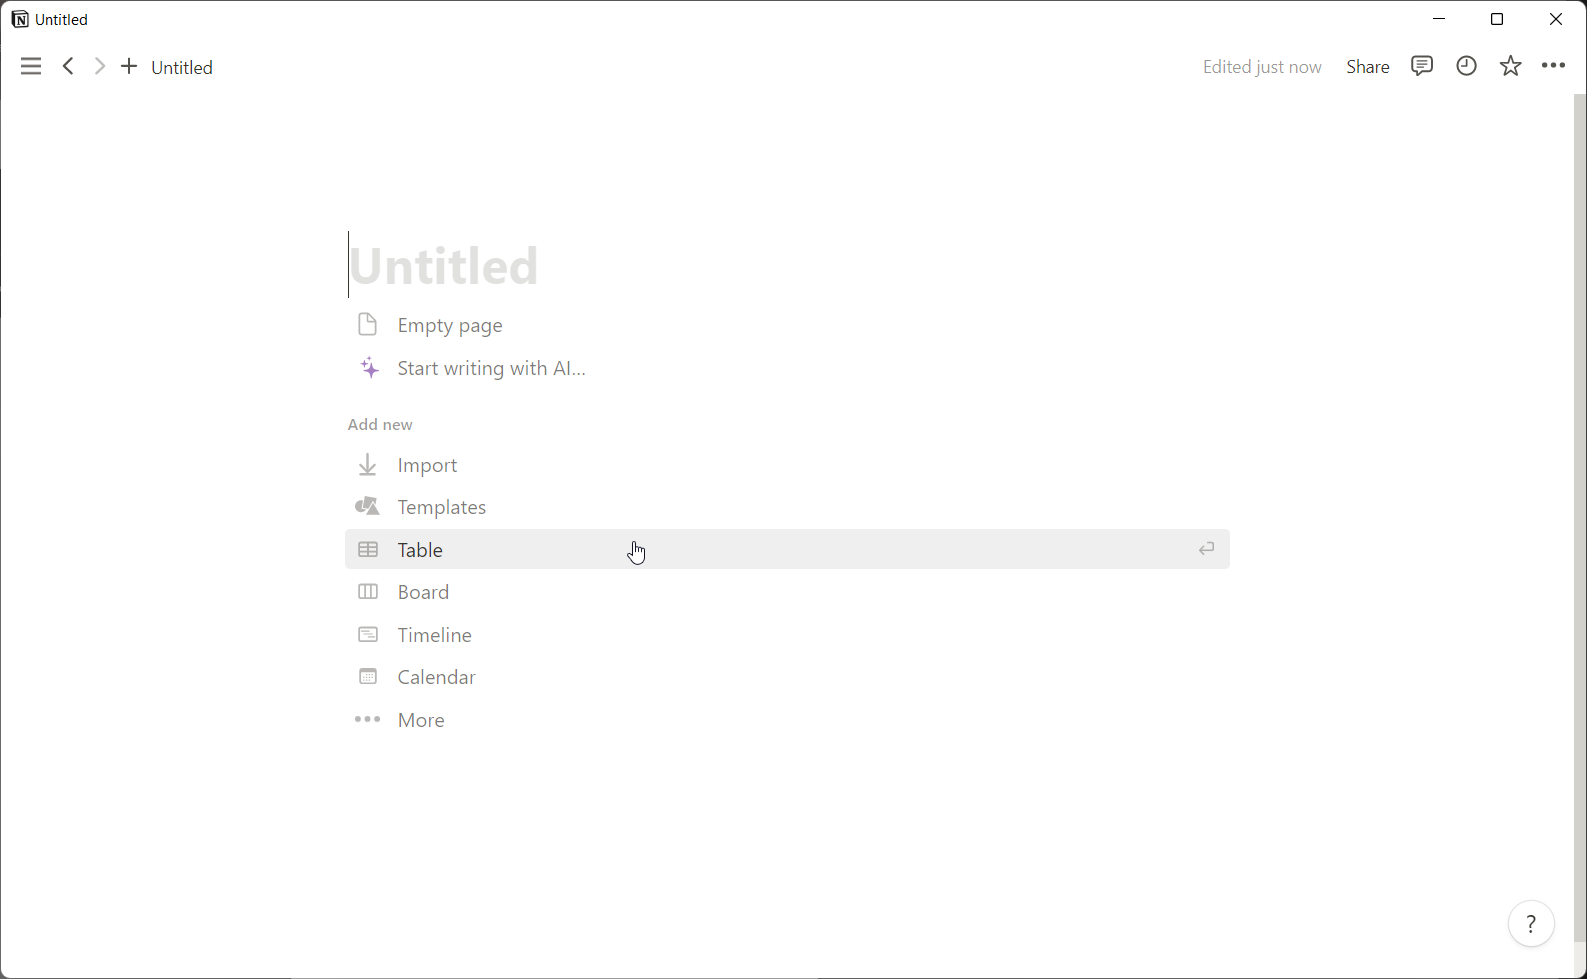 Untitled
Untitled
Edited just now
Share
Untitled
Empty page
Start writing with AI...
Add new
Import
Templates
Table
Board
Timeline
Calendar
More
?